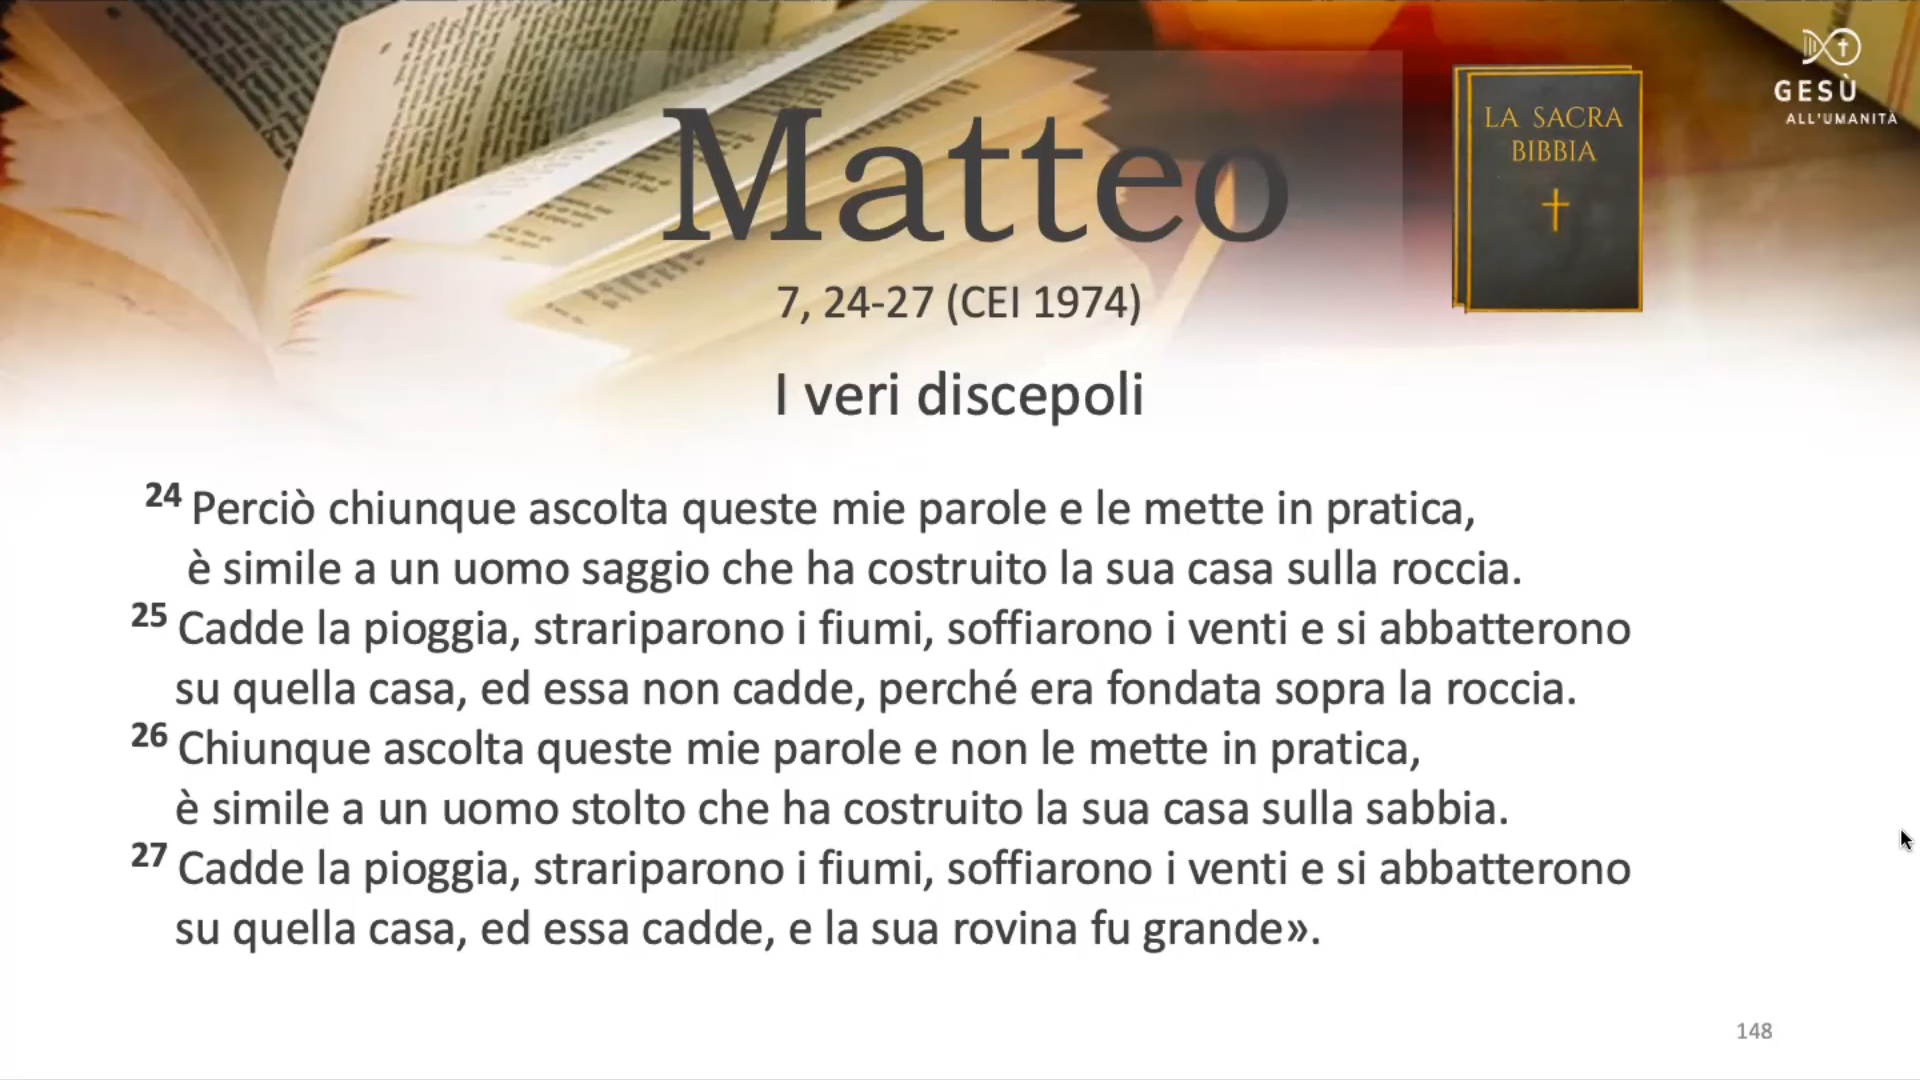 GESÙ
ALL'UMANITÀ
LA SACRA
BIBBIA
Matteo
7, 24-27 (CEI 1974)
I veri discepoli
24 Perciò chiunque ascolta queste mie parole e le mette in pratica,
è simile a un uomo saggio che ha costruito la sua casa sulla roccia.
25 Cadde la pioggia, strariparono i fiumi, soffiarono i venti e si abbatterono
su quella casa, ed essa non cadde, perché era fondata sopra la roccia.
26 Chiunque ascolta queste mie parole e non le mette in pratica,
è simile a un uomo stolto che ha costruito la sua casa sulla sabbia.
27 Cadde la pioggia, strariparono i fiumi, soffiarono i venti e si abbatterono
su quella casa, ed essa cadde, e la sua rovina fu grande».
148